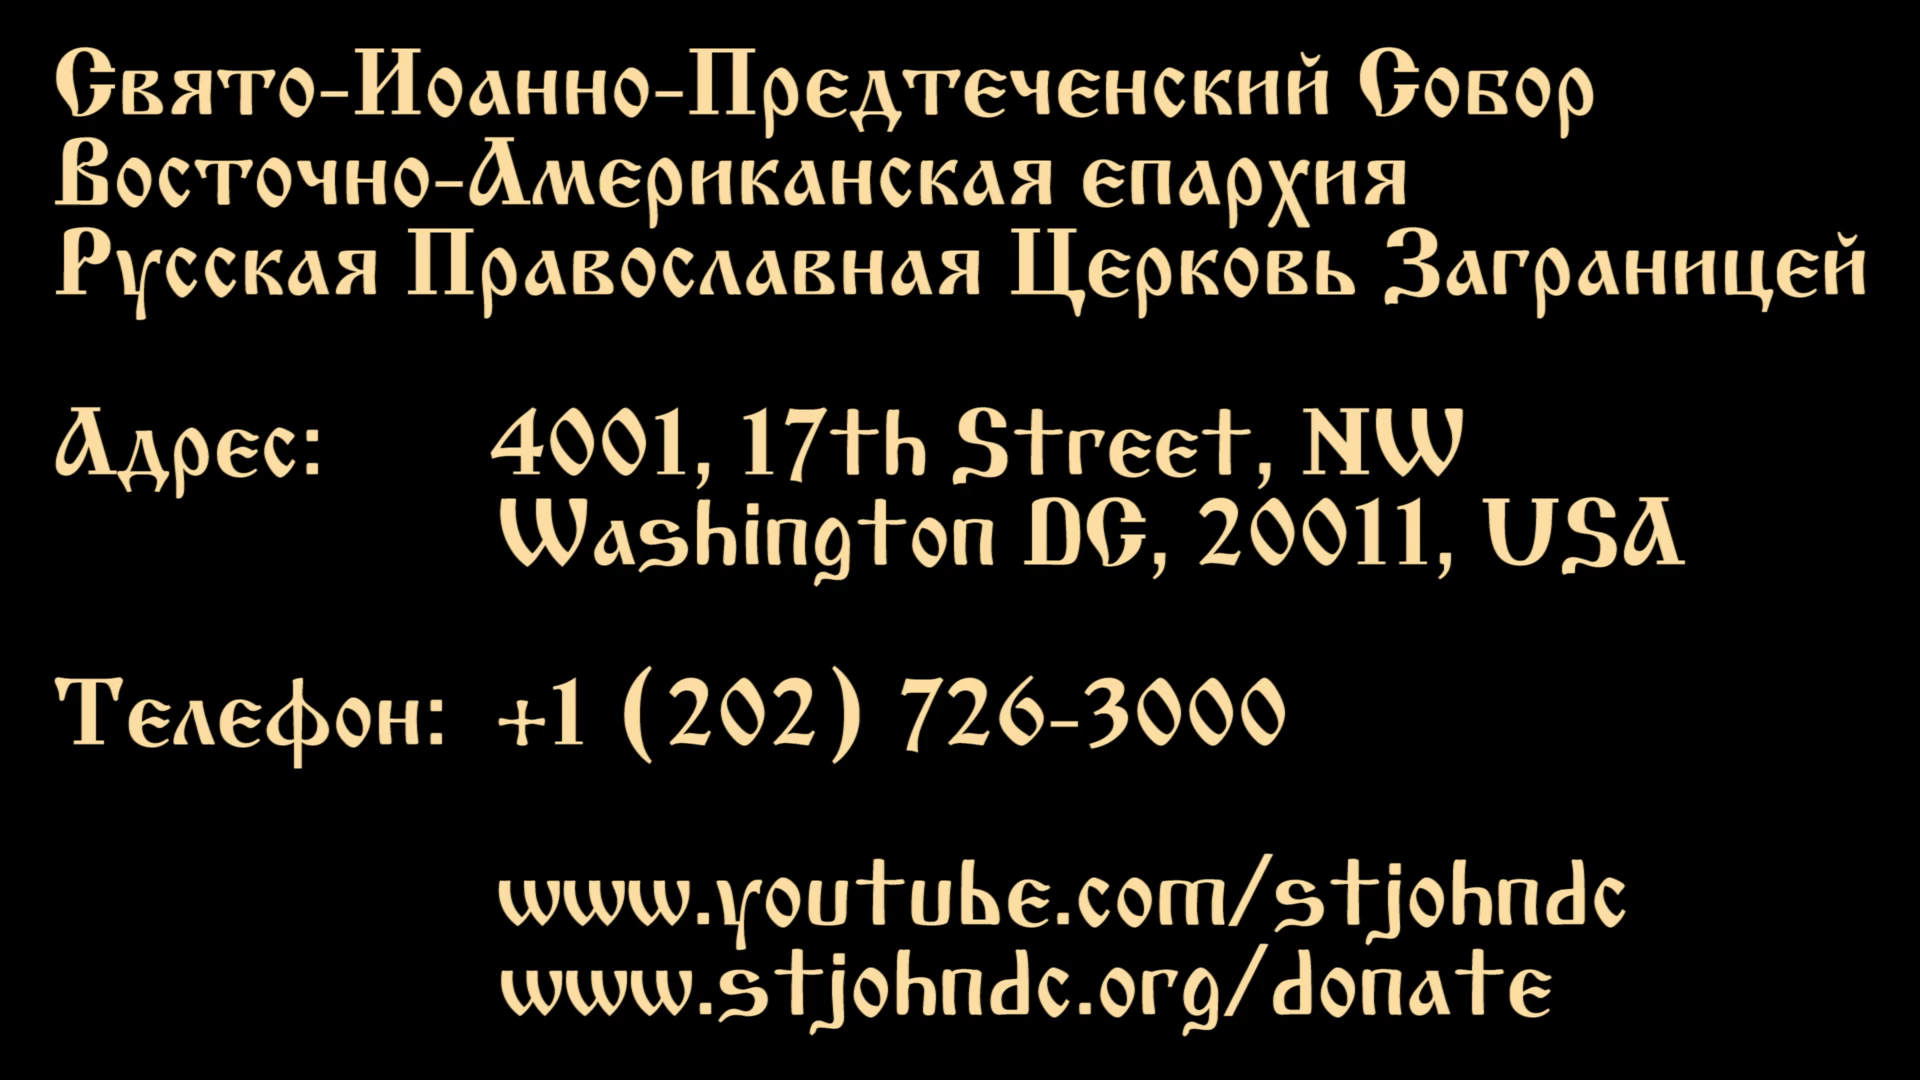 Свято-Иоанно-Предтеченский Собор
Восточно-Американская епархия
Русская Православная Церковь Заграницей
Адрес: 4001, 17th Street, NW
Washington DC, 20011, USA
Телефон: +1 (202) 726-3000
www.youtube.com/stjohndc
www.stjohndc.org/donate